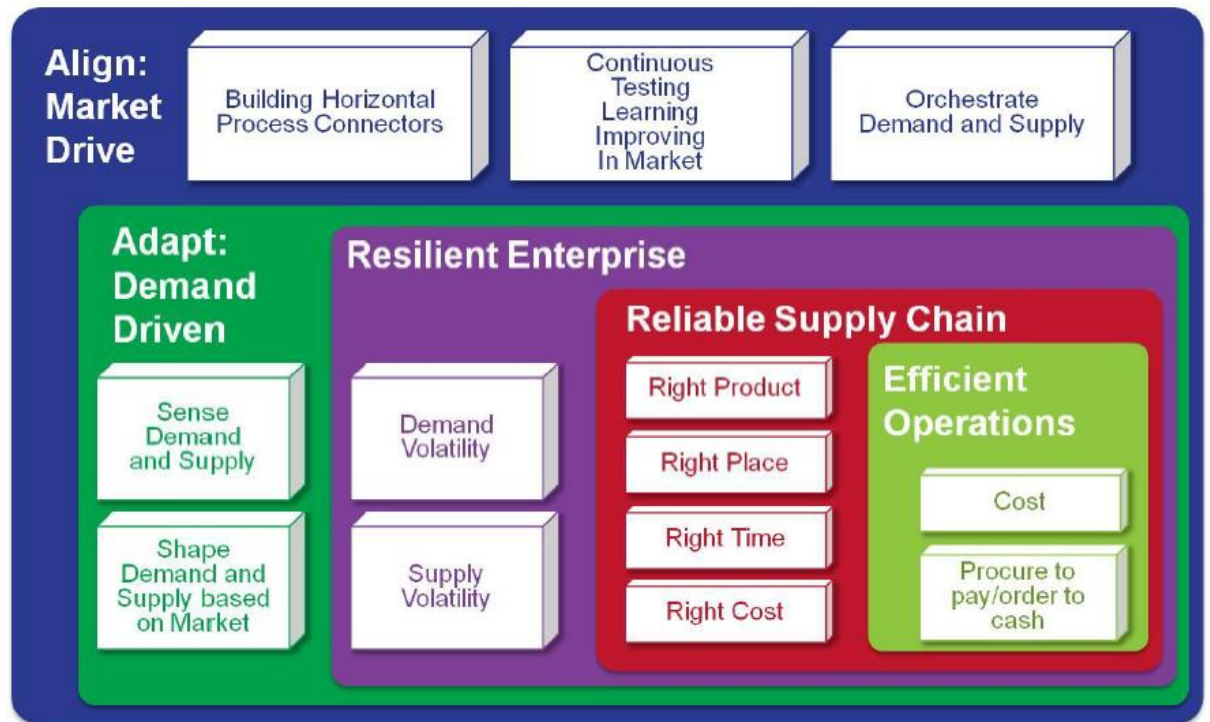 Align:
Market
Drive
Building Horizontal
Process Connectors
Continuous
Testing
Learning
Improving
In Market
Orchestrate
Demand and Supply
Adapt:
Demand
Driven
Sense
Demand
and Supply
Shape
Demand and
Supply based
on Market
Resilient Enterprise
Demand
Volatility
Supply
Volatility
Reliable Supply Chain
Right Product
Right Place
Right Time
Right Cost
Efficient
Operations
Cost
Procure to
pay/order to
cash